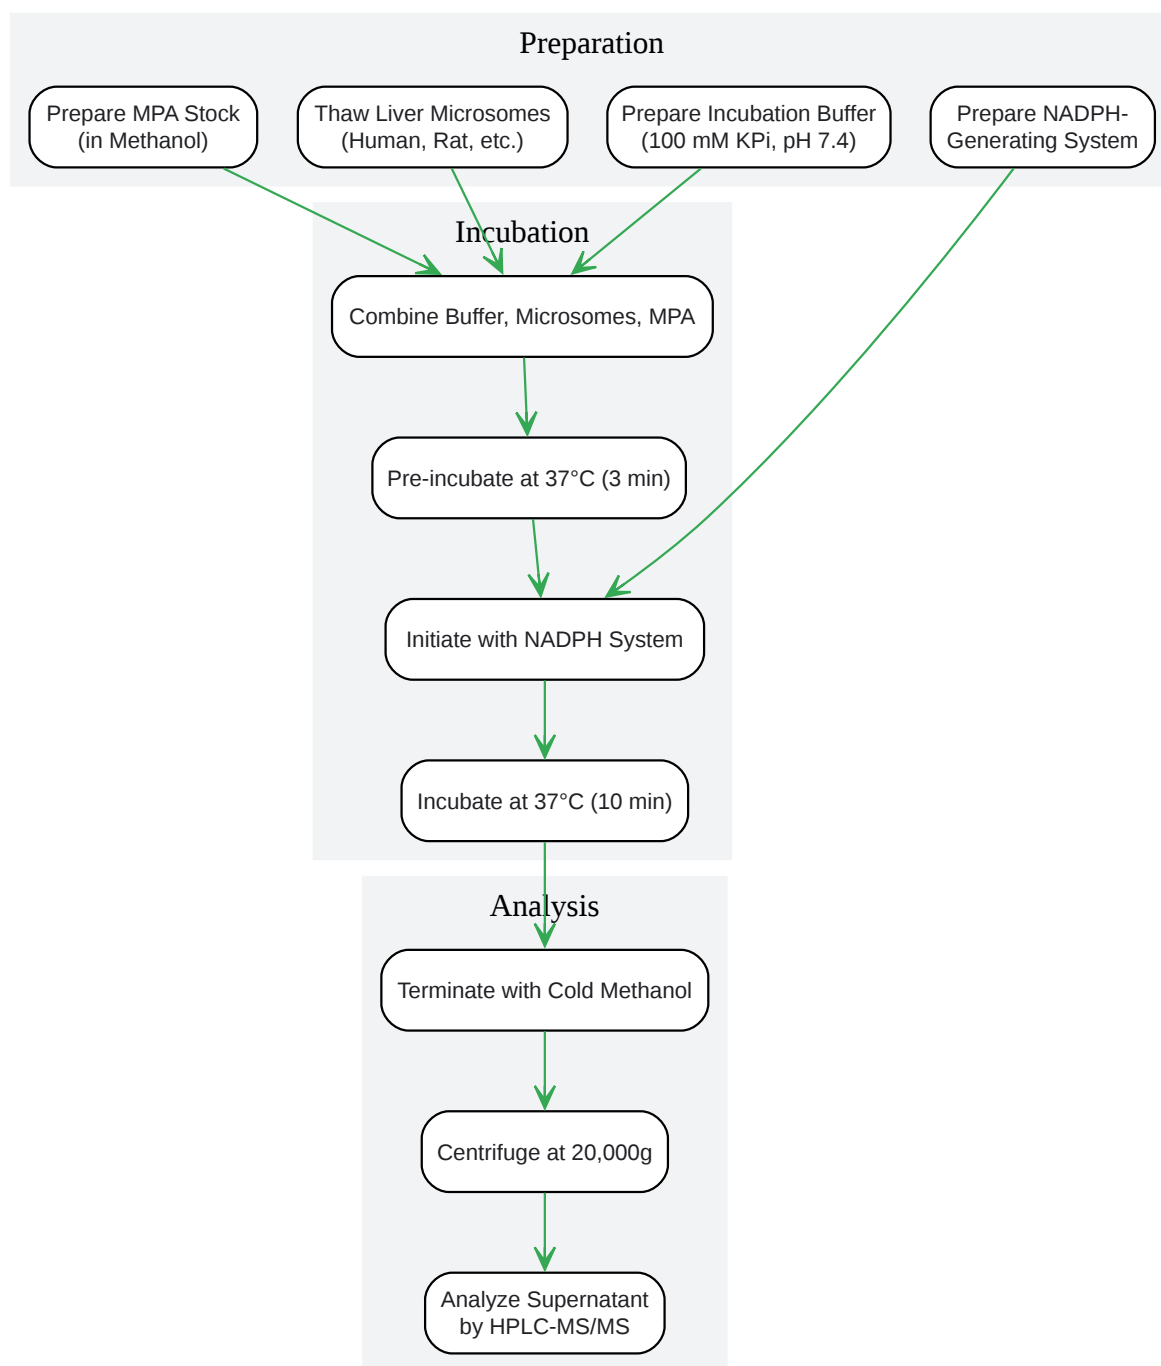 Preparation
Prepare MPA Stock
(in Methanol)
Thaw Liver Microsomes
(Human, Rat, etc.)
Prepare Incubation Buffer
(100 mM KPi, pH 7.4)
Prepare NADPH-
Generating System
Incubation
Combine Buffer, Microsomes, MPA
Pre-incubate at 37°C (3 min)
Initiate with NADPH System
Incubate at 37°C (10 min)
Analysis
Terminate with Cold Methanol
Centrifuge at 20,000g
Analyze Supernatant
by HPLC-MS/MS